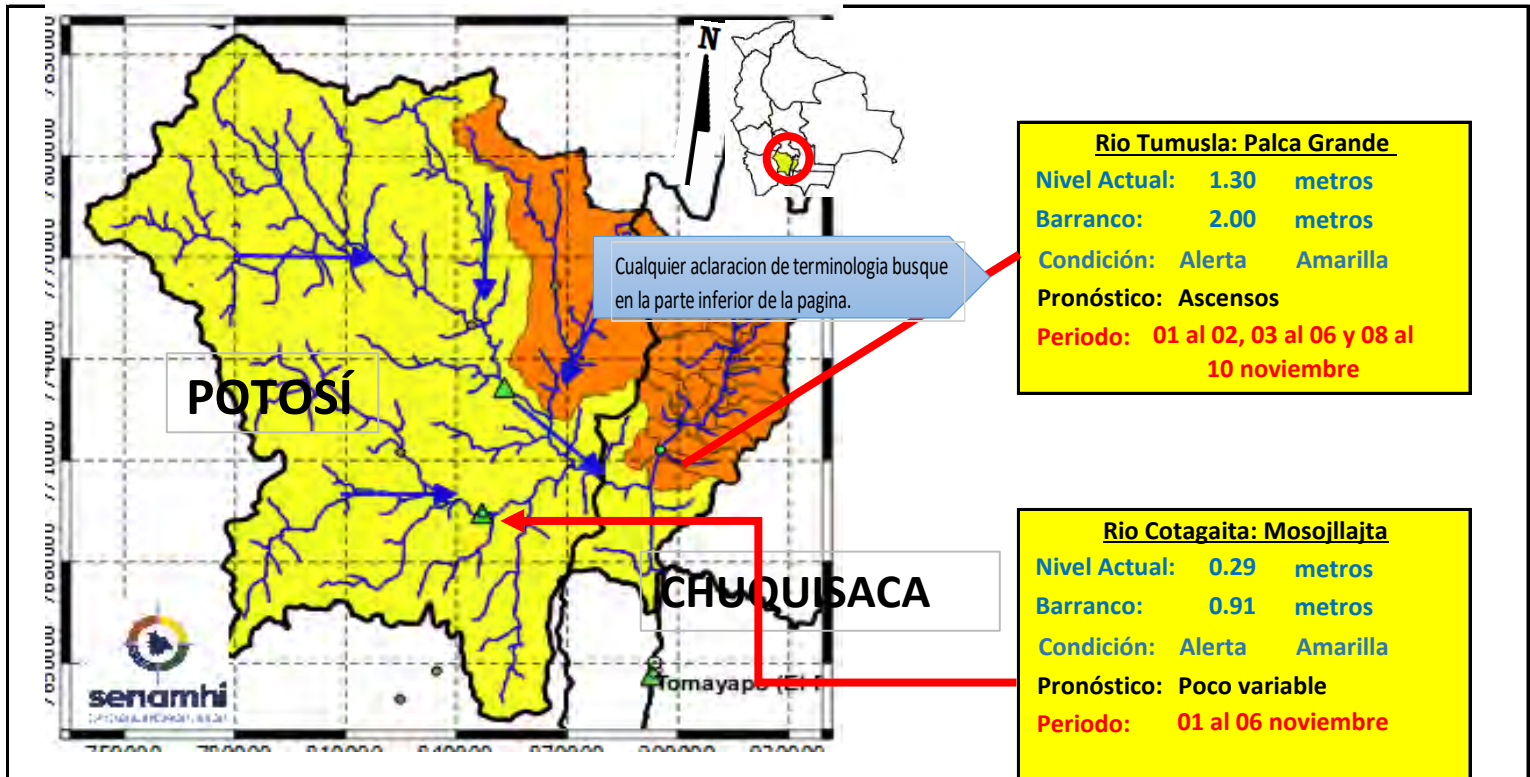 N
Rio Tumusla: Palca Grande
Nivel Actual: 1.30 metros
Barranco: 2.00 metros
Condición: Alerta Amarilla
Pronóstico: Ascensos
Periodo: 01 al 02, 03 al 06 y 08 al
10 noviembre
Cualquier aclaracion de terminologia busque
en la parte inferior de la pagina.
POTOSÍ
CHUQUISACA
Rio Cotagaita: Mosojllajta
Nivel Actual: 0.29 metros
Barranco: 0.91 metros
Condición: Alerta Amarilla
Pronóstico: Poco variable
Periodo: 01 al 06 noviembre
senamhi
Tomayapo (El